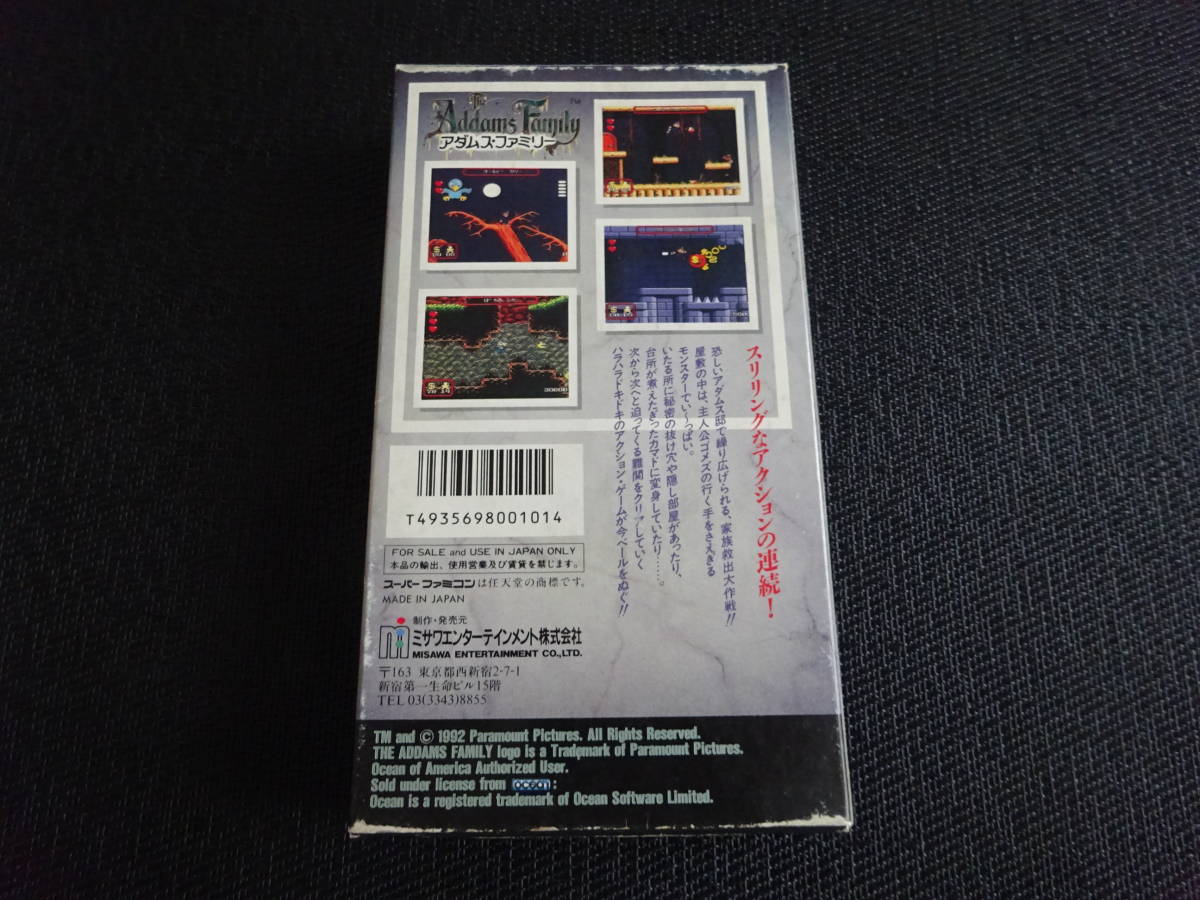 The
Addams Family
TM
アダムス・ファミリー
スリリングなアクションの連続!
恐しいアダムス邸で繰り広げられる、家族救出大作戦!!
屋敷の中は、主人公ゴメズの行く手をさえぎる
モンスターでい〜っぱい。
いたる所に秘密の抜け穴や隠し部屋があったり、
台所が煮えたぎったカマドに変身していたり……。
次から次へと迫ってくる難関をクリアしていく
ハラハラドキドキのアクション・ゲームが今ベールをぬぐ!!
T4935698001014
FOR SALE and USE IN JAPAN ONLY
本品の輸出、使用営業及び賃貸を禁じます。
スーパーファミコンは任天堂の商標です。
MADE IN JAPAN
制作・発売元
ミサワエンターテインメント株式会社
MISAWA ENTERTAINMENT CO.,LTD.
〒163 東京都西新宿2-7-1
新宿第一生命ビル15階
TEL 03(3343)8855
TM and © 1992 Paramount Pictures. All Rights Reserved.
THE ADDAMS FAMILY logo is a Trademark of Paramount Pictures.
Ocean of America Authorized User.
Sold under license from ocean:
Ocean is a registered trademark of Ocean Software Limited.